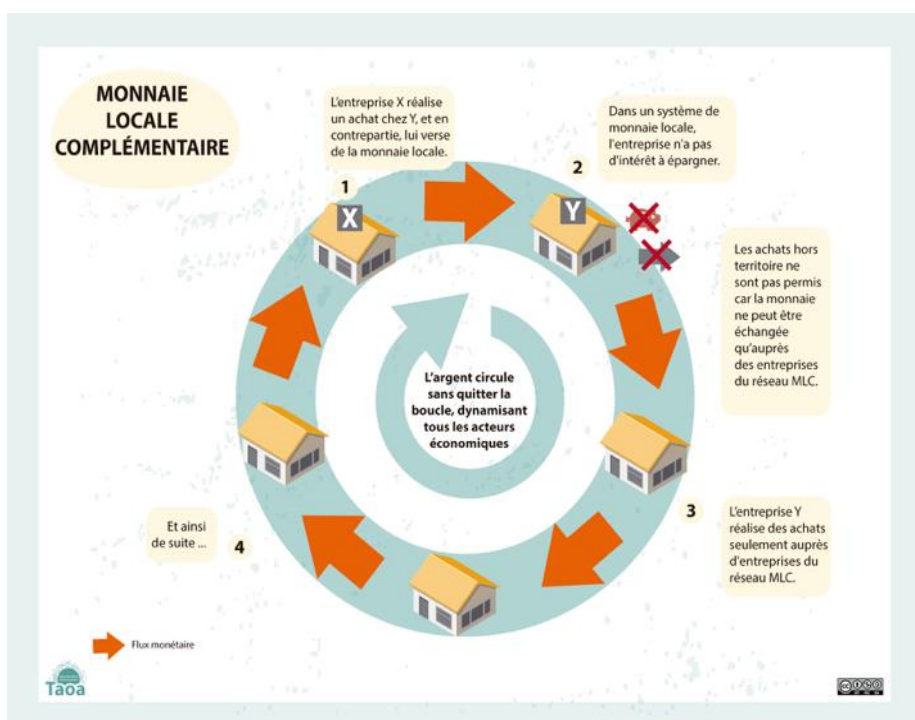 MONNAIE
LOCALE
COMPLÉMENTAIRE
L'entreprise X réalise
un achat chez Y, et en
contrepartie, lui verse
de la monnaie locale.
1
X
Dans un système de
monnaie locale,
l'entreprise n'a pas
d'intérêt à épargner.
2
Y
Les achats hors
territoire ne
sont pas permis
car la monnaie
ne peut être
échangée
qu'auprès
des entreprises
du réseau MLC.
L'argent circule
sans quitter la
boucle, dynamisant
tous les acteurs
économiques
3
L'entreprise Y
réalise des achats
seulement auprès
d'entreprises du
réseau MLC.
Et ainsi
de suite ...
4
Flux monétaire
Taoa